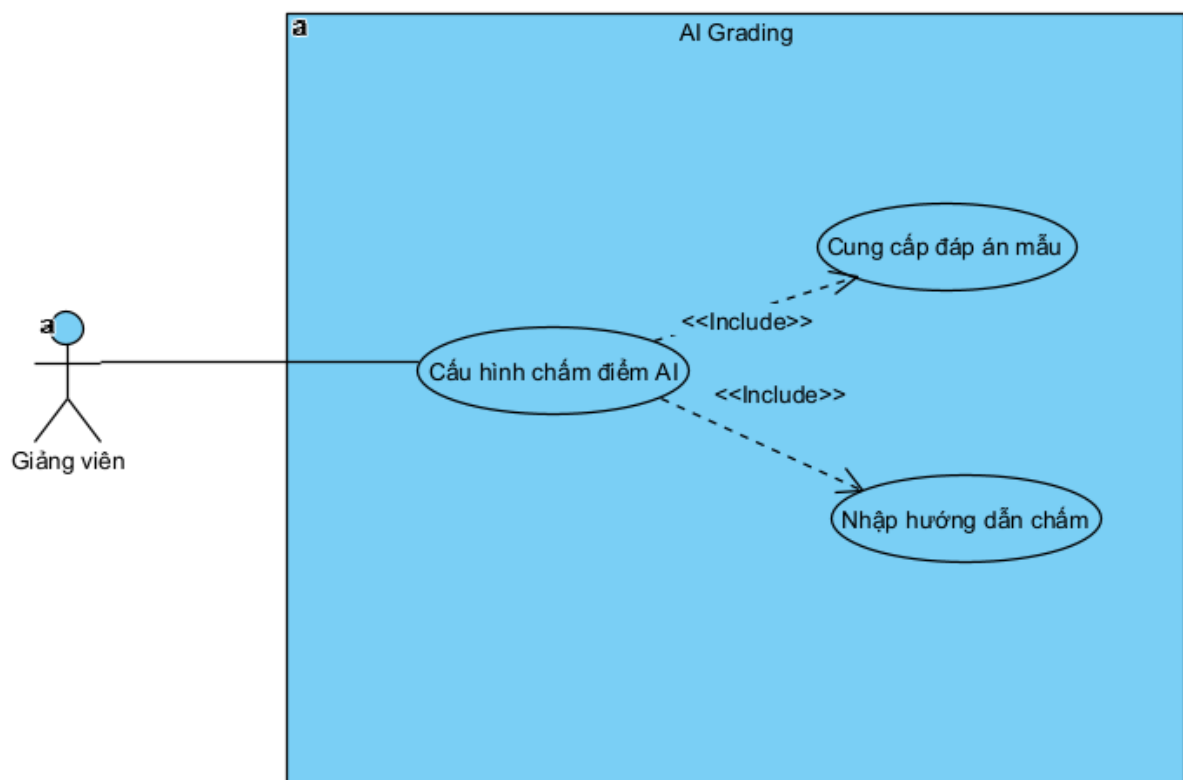 a
AI Grading
Cung cấp đáp án mẫu
<<Include>>
a
Cấu hình chấm điểm AI
<<Include>>
Giảng viên
Nhập hướng dẫn chấm